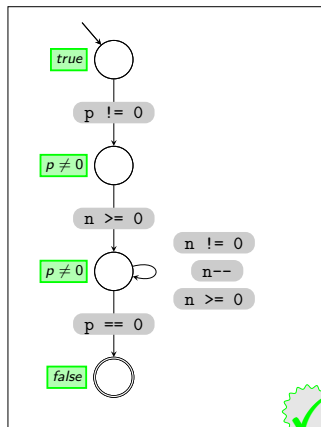 true
p != 0
p ≠ 0
n >= 0
n != 0
p ≠ 0
n--
n >= 0
p == 0
false